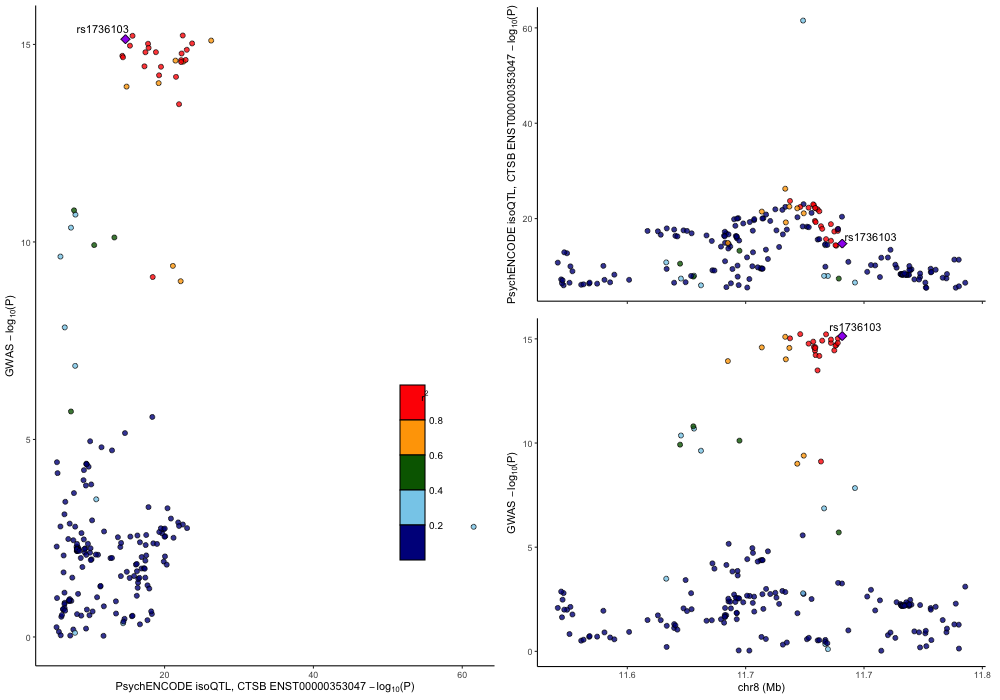 rs1736103
15
10
5
0
GWAS −log10(P)
20
40
60
PsychENCODE isoQTL, CTSB ENST00000353047 −log10(P)
r2
0.8
0.6
0.4
0.2
60
40
20
PsychENCODE isoQTL, CTSB ENST00000353047 −log10(P)
rs1736103
rs1736103
15
10
5
0
GWAS −log10(P)
11.6
11.7
11.7
11.8
chr8 (Mb)